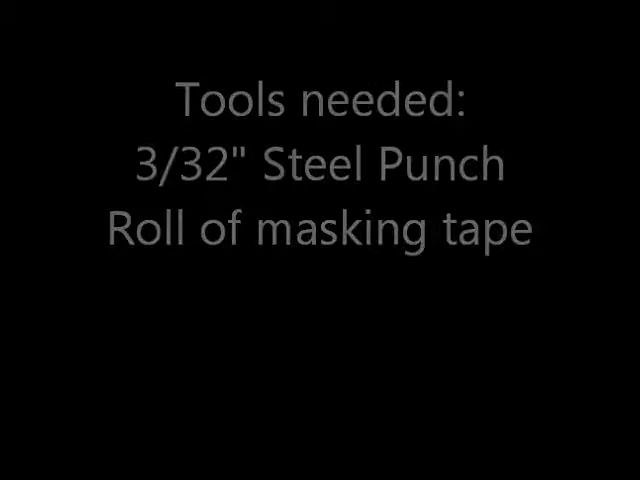 Tools needed:
3/32" Steel Punch
Roll of masking tape